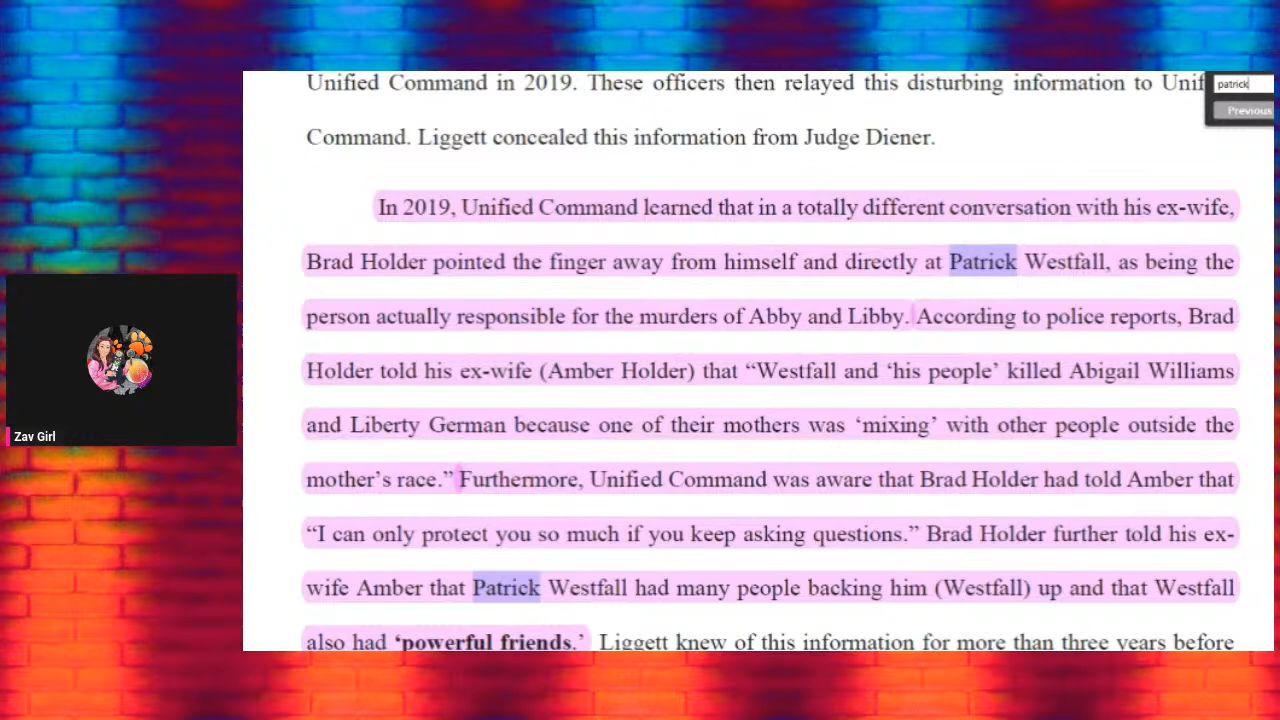 Unified Command in 2019. These officers then relayed this disturbing information to Unif
patrick
Previous
Command. Liggett concealed this information from Judge Diener.
In 2019, Unified Command learned that in a totally different conversation with his ex-wife,
Brad Holder pointed the finger away from himself and directly at Patrick Westfall, as being the
person actually responsible for the murders of Abby and Libby. According to police reports, Brad
Holder told his ex-wife (Amber Holder) that “Westfall and ‘his people’ killed Abigail Williams
and Liberty German because one of their mothers was ‘mixing’ with other people outside the
mother’s race.” Furthermore, Unified Command was aware that Brad Holder had told Amber that
“I can only protect you so much if you keep asking questions.” Brad Holder further told his ex-
wife Amber that Patrick Westfall had many people backing him (Westfall) up and that Westfall
also had ‘powerful friends.’ Liggett knew of this information for more than three years before
Zav Girl